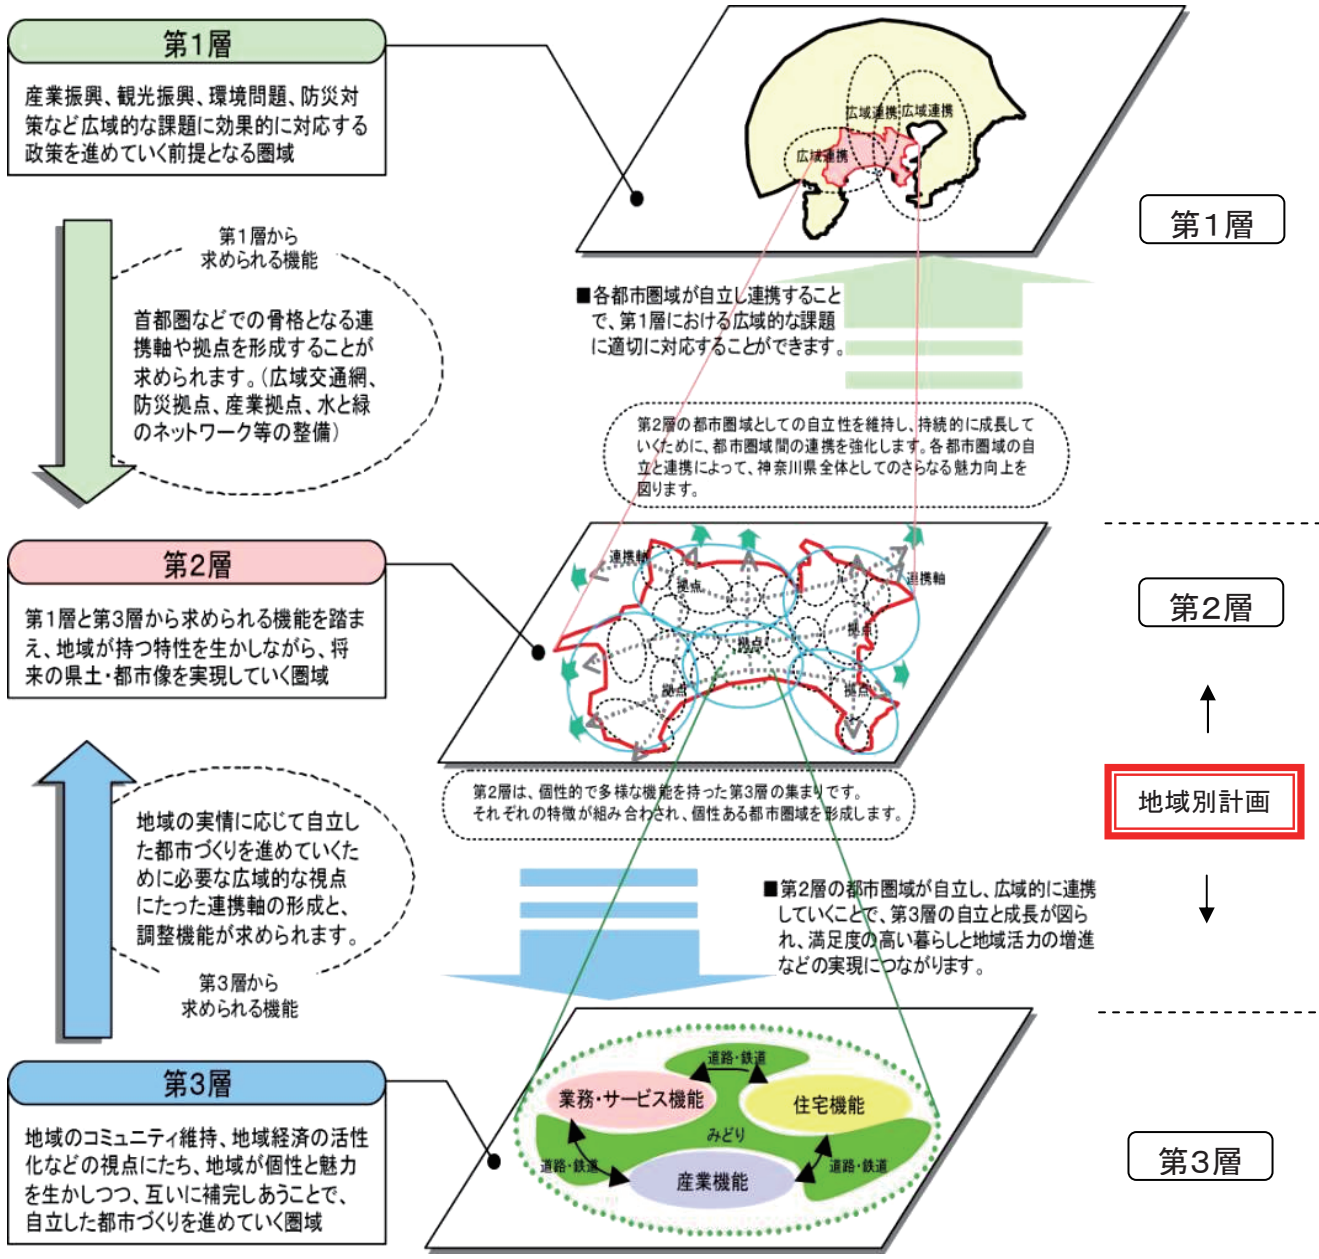 第1層
産業振興、観光振興、環境問題、防災対
策など広域的な課題に効果的に対応する
政策を進めていく前提となる圏域
広域連携
広域連携
広域連携
第1層
第1層から
求められる機能
首都圏などでの骨格となる連
携軸や拠点を形成することが
求められます。(広域交通網、
防災拠点、産業拠点、水と緑
のネットワーク等の整備)
■各都市圏域が自立し連携すること
で、第1層における広域的な課題
に適切に対応することができます。
第2層の都市圏域としての自立性を維持し、持続的に成長して
いくために、都市圏域間の連携を強化します。各都市圏域の自
立と連携によって、神奈川県全体としてのさらなる魅力向上を
図ります。
第2層
第1層と第3層から求められる機能を踏ま
え、地域が持つ特性を生かしながら、将
来の県土・都市像を実現していく圏域
連携軸
連携軸
拠点
拠点
拠点
拠点
拠点
第2層
地域別計画
第2層は、個性的で多様な機能を持った第3層の集まりです。
それぞれの特徴が組み合わされ、個性ある都市圏域を形成します。
地域の実情に応じて自立し
た都市づくりを進めていくた
めに必要な広域的な視点
にたった連携軸の形成と、
調整機能が求められます。
第3層から
求められる機能
■第2層の都市圏域が自立し、広域的に連携
していくことで、第3層の自立と成長が図ら
れ、満足度の高い暮らしと地域活力の増進
などの実現につながります。
第3層
地域のコミュニティ維持、地域経済の活性
化などの視点にたち、地域が個性と魅力
を生かしつつ、互いに補完しあうことで、
自立した都市づくりを進めていく圏域
道路・鉄道
業務・サービス機能
住宅機能
みどり
道路・鉄道
道路・鉄道
産業機能
第3層